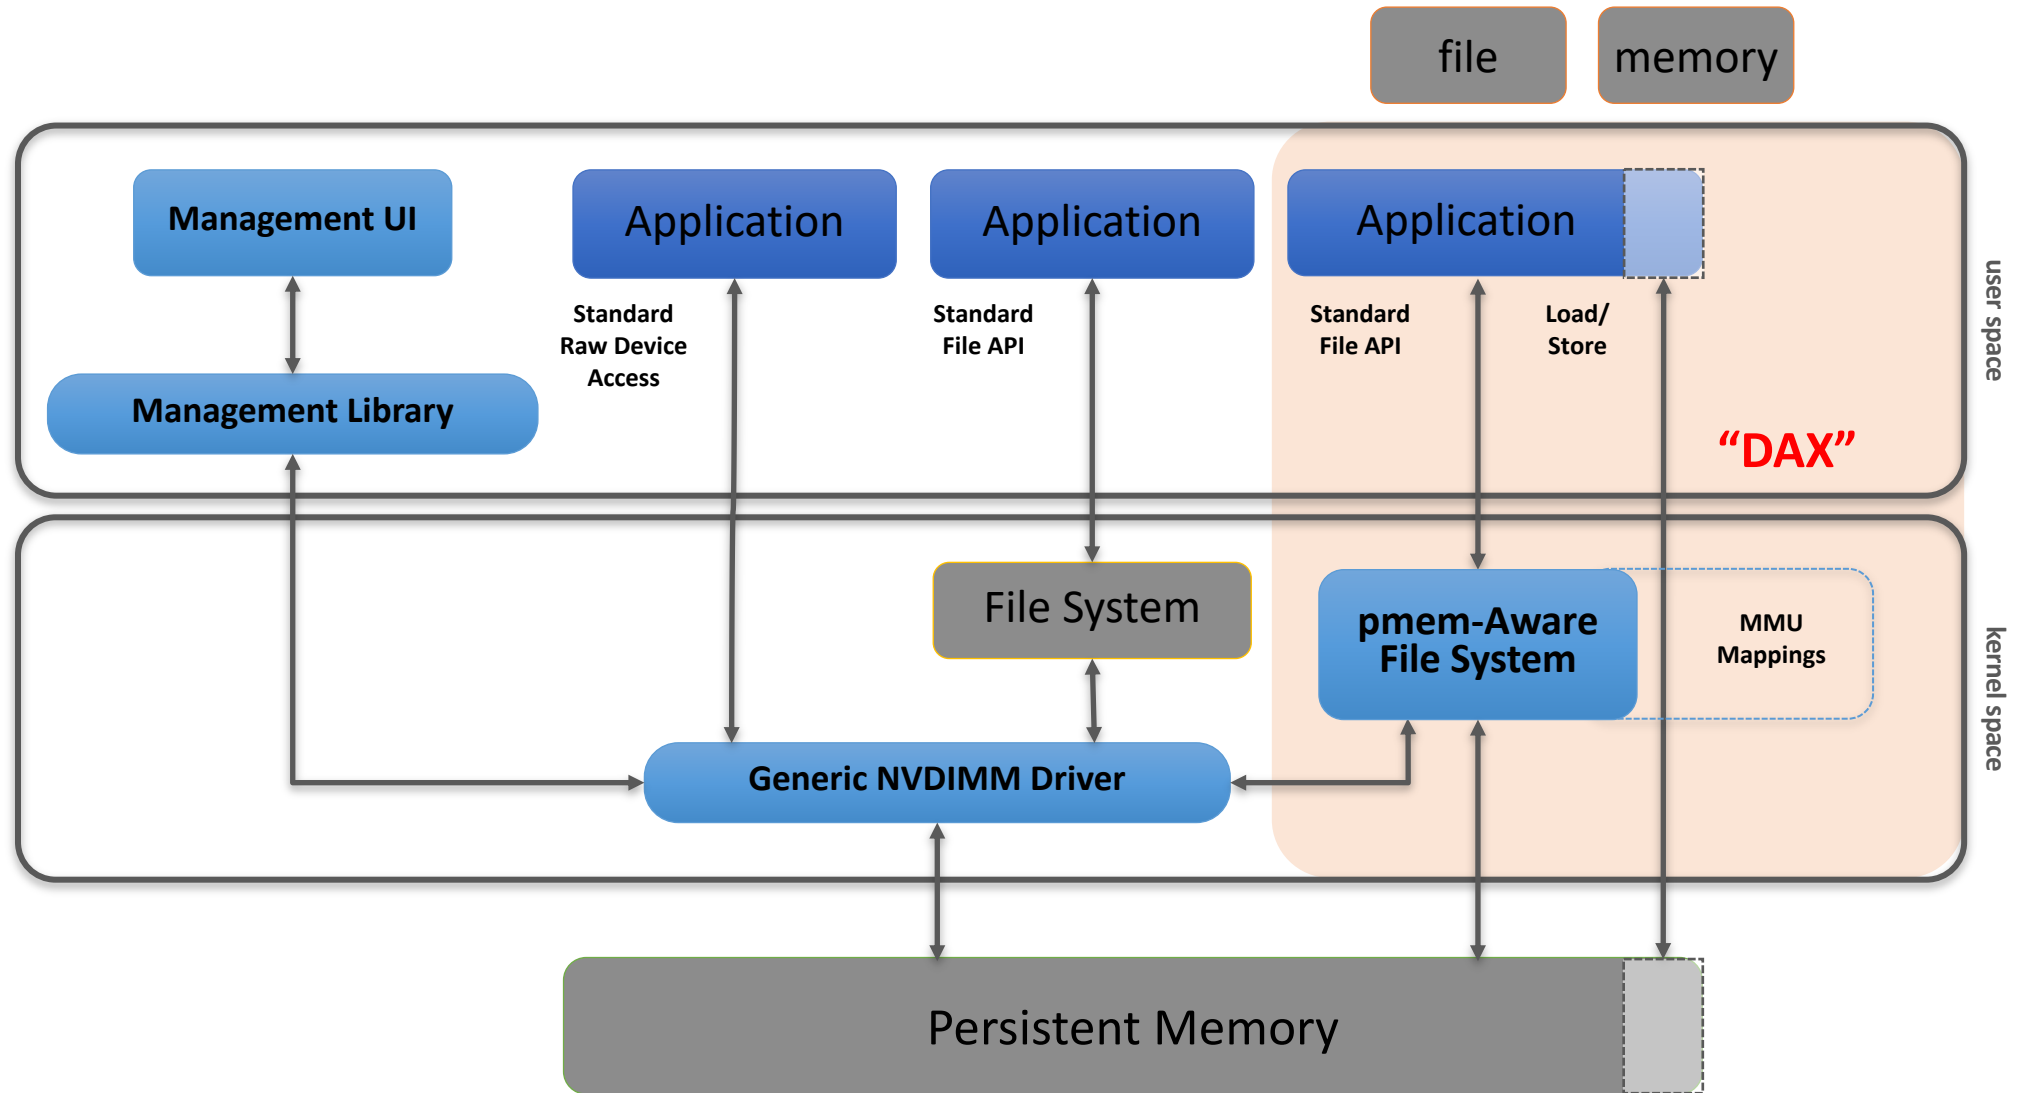 file
memory
Management UI
Application
Application
Application
Standard
Raw Device
Access
Standard
File API
Standard
File API
Load/
Store
user space
Management Library
“DAX”
File System
pmem-Aware
File System
MMU
Mappings
kernel space
Generic NVDIMM Driver
Persistent Memory